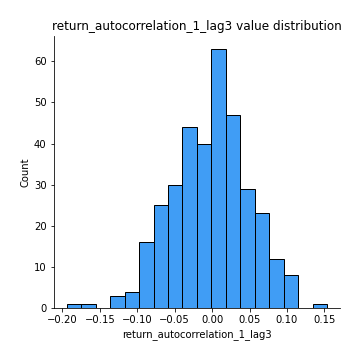 return_autocorrelation_1_lag3 value distribution
60
50
40
30
20
10
0
Count
−0.20 −0.15 −0.10 −0.05 0.00 0.05 0.10 0.15
return_autocorrelation_1_lag3